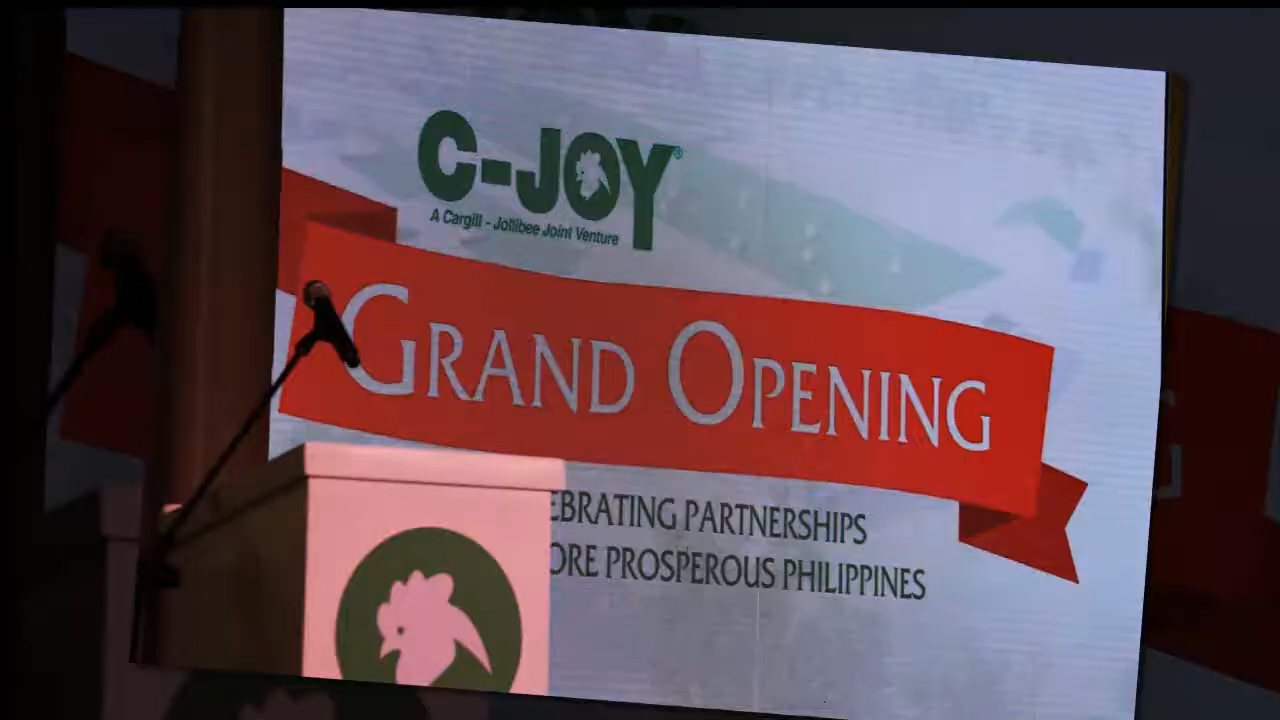 C-JOY®
A Cargill - Jollibee Joint Venture
GRAND OPENING
EBRATING PARTNERSHIPS
ORE PROSPEROUS PHILIPPINES